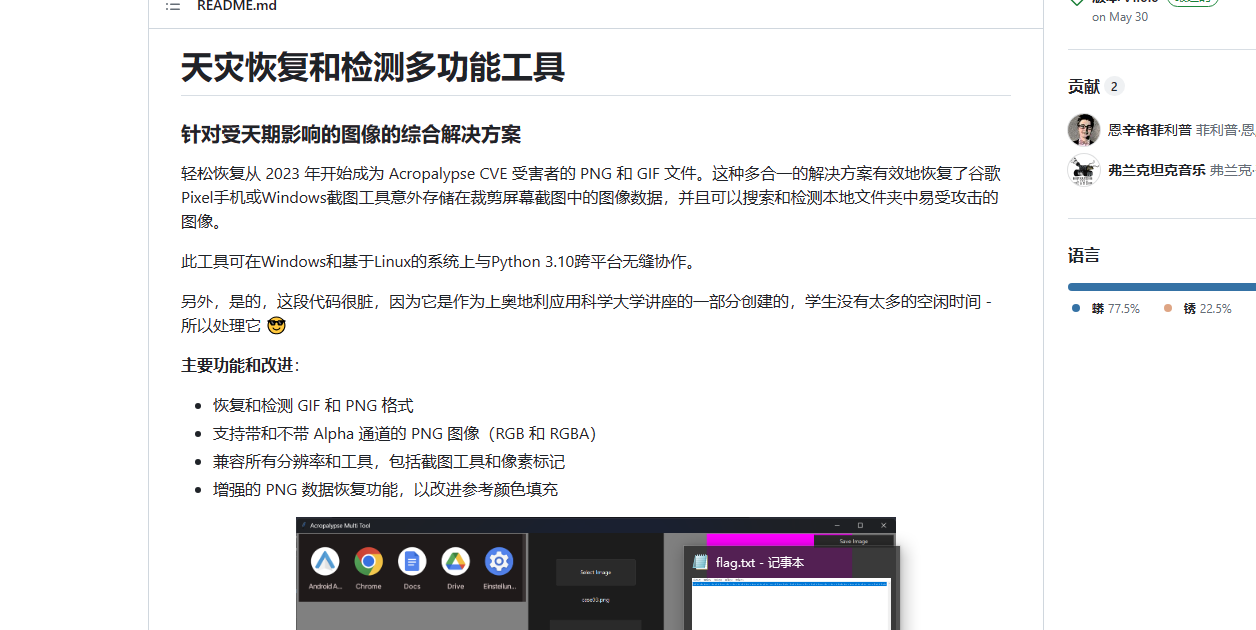 README.md
on May 30
天灾恢复和检测多功能工具
贡献 2
针对受天期影响的图像的综合解决方案
恩辛格菲利普 菲利普·恩
轻松恢复从 2023 年开始成为 Acropalypse CVE 受害者的 PNG 和 GIF 文件。这种多合一的解决方案有效地恢复了谷歌
弗兰克坦克音乐 弗兰克·
Pixel手机或Windows截图工具意外存储在裁剪屏幕截图中的图像数据，并且可以搜索和检测本地文件夹中易受攻击的
图像。
语言
此工具可在Windows和基于Linux的系统上与Python 3.10跨平台无缝协作。
蟒 77.5% 锈 22.5%
另外，是的，这段代码很脏，因为它是作为上奥地利应用科学大学讲座的一部分创建的，学生没有太多的空闲时间 -
所以处理它 😎
主要功能和改进：
恢复和检测 GIF 和 PNG 格式
支持带和不带 Alpha 通道的 PNG 图像（RGB 和 RGBA）
兼容所有分辨率和工具，包括截图工具和像素标记
增强的 PNG 数据恢复功能，以改进参考颜色填充
Acropalypse Multi Tool
Save Image
flag.txt - 记事本
Select Image
Android A... Chrome Docs Drive Einstellun...
case03.png